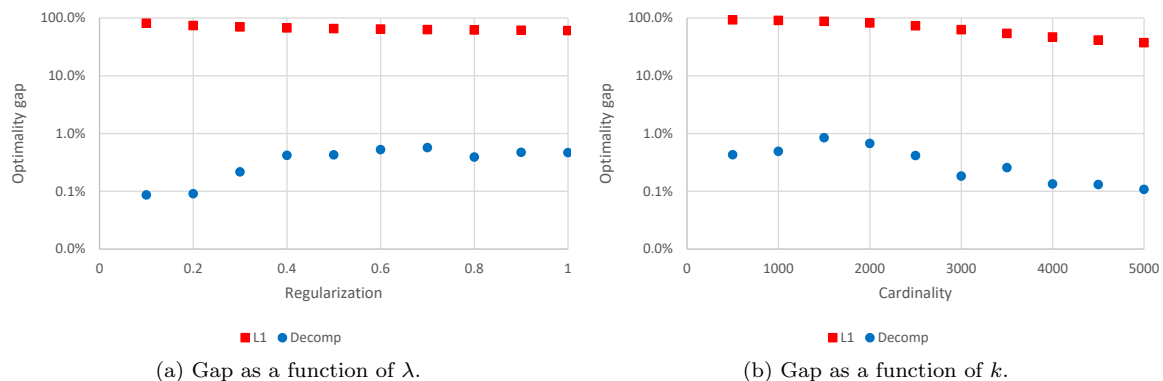 100.0%
10.0%
1.0%
0.1%
0.0%
Optimality gap
0 0.2 0.4 0.6 0.8 1
Regularization
L1 Decomp
(a) Gap as a function of λ.
100.0%
10.0%
1.0%
0.1%
0.0%
Optimality gap
0 1000 2000 3000 4000 5000
Cardinality
L1 Decomp
(b) Gap as a function of k.